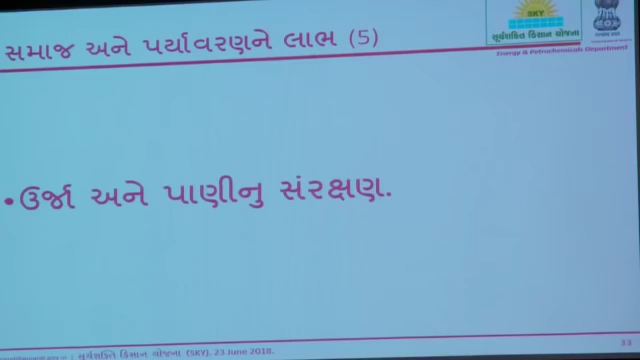 સમાજ અને પર્યાવરણને લાભ (5)
SKY
સૂર્યશક્તિ કિસાન યોજના
Energy & Petrochemicals Department
•ઉર્જા અને પાણીનુ સંરક્ષણ.
સૂર્યશક્તિ કિસાન યોજના (SKY), 23 June 2018.
33